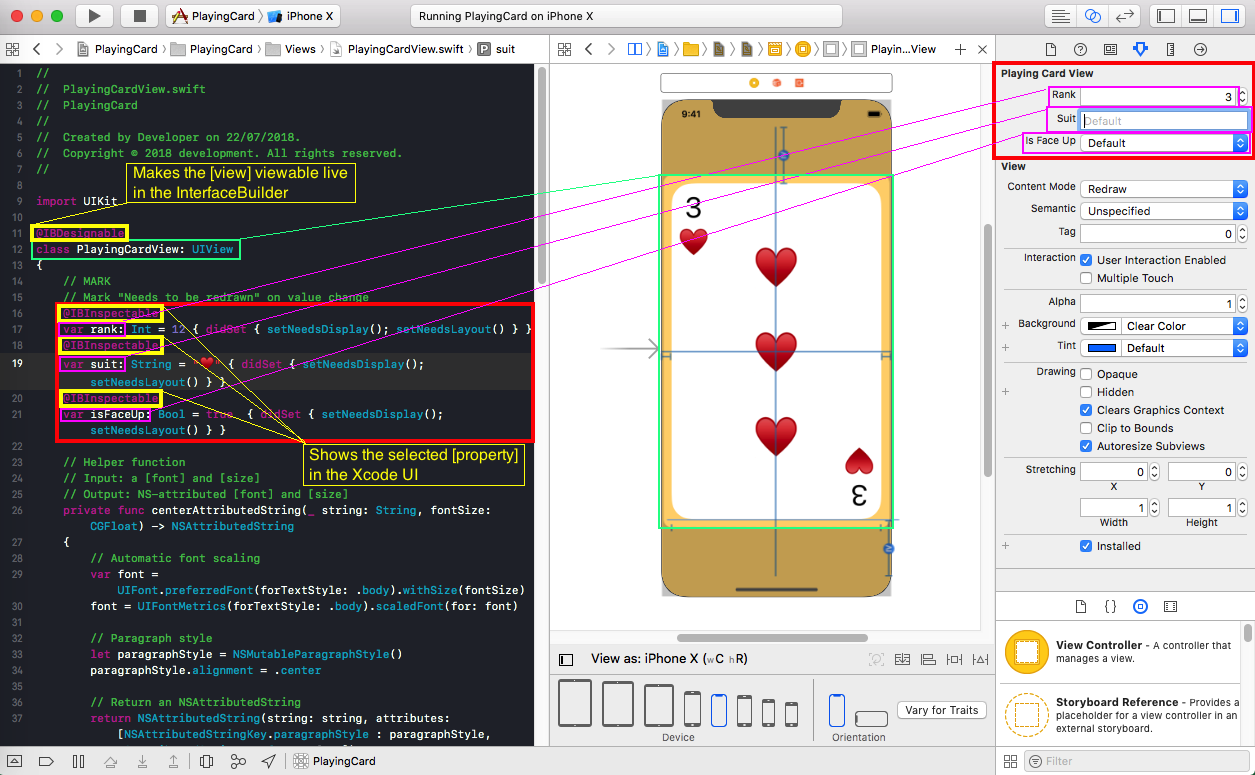 PlayingCard
iPhone X
Running PlayingCard on iPhone X
PlayingCard
PlayingCard
Views
PlayingCardView.swift
P suit
Playin...View
1 //
2 // PlayingCardView.swift
3 // PlayingCard
4 //
5 // Created by Developer on 22/07/2018.
6 // Copyright © 2018 development. All rights reserved.
7 //
8
Makes the [view] viewable live
in the InterfaceBuilder
9 import UIKit
10
11 @IBDesignable
12 class PlayingCardView: UIView
13 {
14 // MARK
15 // Mark "Needs to be redrawn" on value change
16 @IBInspectable
17 var rank: Int = 12 { didSet { setNeedsDisplay(); setNeedsLayout() } }
18 @IBInspectable
19 var suit: String = "❤️" { didSet { setNeedsDisplay();
setNeedsLayout() } }
20 @IBInspectable
21 var isFaceUp: Bool = true { didSet { setNeedsDisplay();
setNeedsLayout() } }
22
Shows the selected [property]
in the Xcode UI
23 // Helper function
24 // Input: a [font] and [size]
25 // Output: NS-attributed [font] and [size]
26 private func centerAttributedString(_ string: String, fontSize:
CGFloat) -> NSAttributedString
27 {
28 // Automatic font scaling
29 var font =
UIFont.preferredFont(forTextStyle: .body).withSize(fontSize)
30 font = UIFontMetrics(forTextStyle: .body).scaledFont(for: font)
31
32 // Paragraph style
33 let paragraphStyle = NSMutableParagraphStyle()
34 paragraphStyle.alignment = .center
35
36 // Return an NSAttributedString
37 return NSAttributedString(string: string, attributes:
[NSAttributedStringKey.paragraphStyle : paragraphStyle,
PlayingCard
9:41
3
3
View as: iPhone X (wC hR)
Device
Orientation
Vary for Traits
Playing Card View
Rank 3
Suit Default
Is Face Up Default
View
Content Mode Redraw
Semantic Unspecified
Tag 0
Interaction User Interaction Enabled
Multiple Touch
Alpha 1
+ Background Clear Color
+ Tint Default
Drawing Opaque
+ Hidden
Clears Graphics Context
Clip to Bounds
Autoresize Subviews
Stretching 0 0
X Y
1 1
Width Height
+ Installed
{}
View Controller - A controller that
manages a view.
Storyboard Reference - Provides a
placeholder for a view controller in an
external storyboard.
Filter